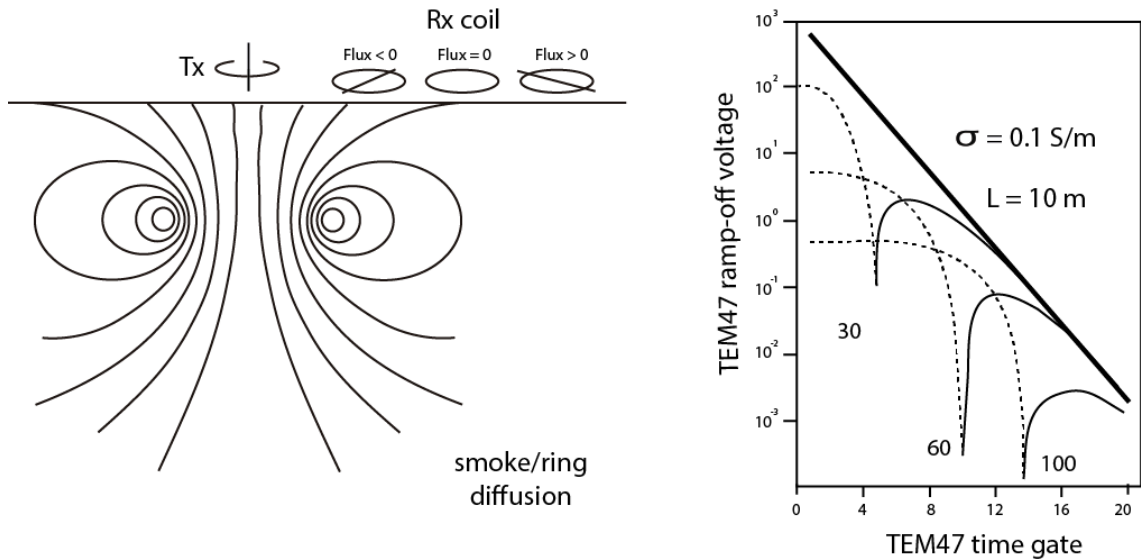 Rx coil
Tx
Flux < 0
Flux = 0
Flux > 0
smoke/ring
diffusion
TEM47 ramp-off voltage
10³
10²
10¹
10⁰
10⁻¹
10⁻²
10⁻³
σ = 0.1 S/m
L = 10 m
30
60
100
0 4 8 12 16 20
TEM47 time gate